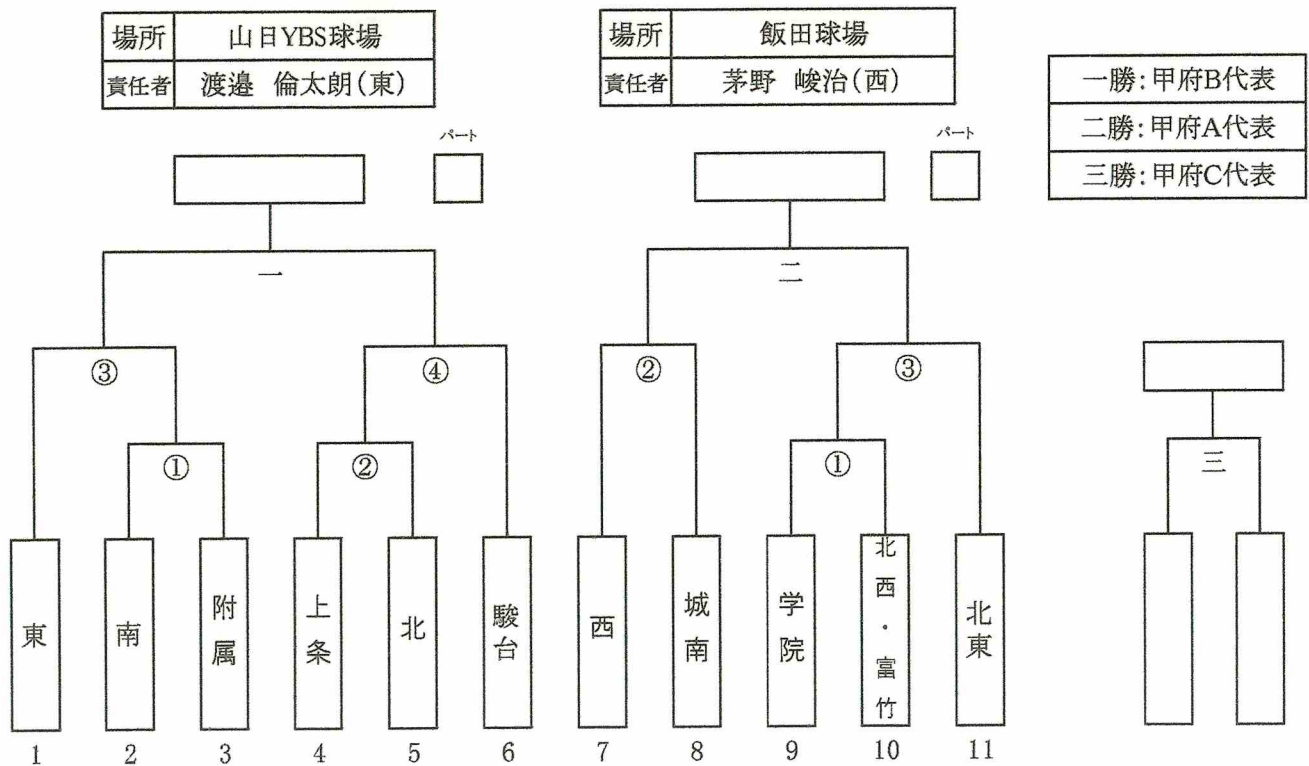 場所 山日YBS球場
責任者 渡邉 倫太朗(東)
場所 飯田球場
責任者 茅野 峻治(西)
一勝:甲府B代表
二勝:甲府A代表
三勝:甲府C代表
パート
パート
一
二
③
④
②
③
①
②
①
三
東
南
附属
上条
北
駿台
西
城南
学院
北西・富竹
北東
1 2 3 4 5 6 7 8 9 10 11